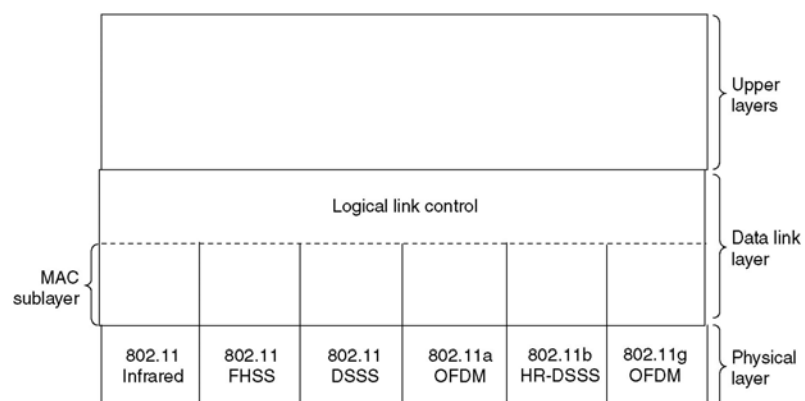 Upper
layers
Logical link control
Data link
layer
MAC
sublayer
802.11
Infrared
802.11
FHSS
802.11
DSSS
802.11a
OFDM
802.11b
HR-DSSS
802.11g
OFDM
Physical
layer